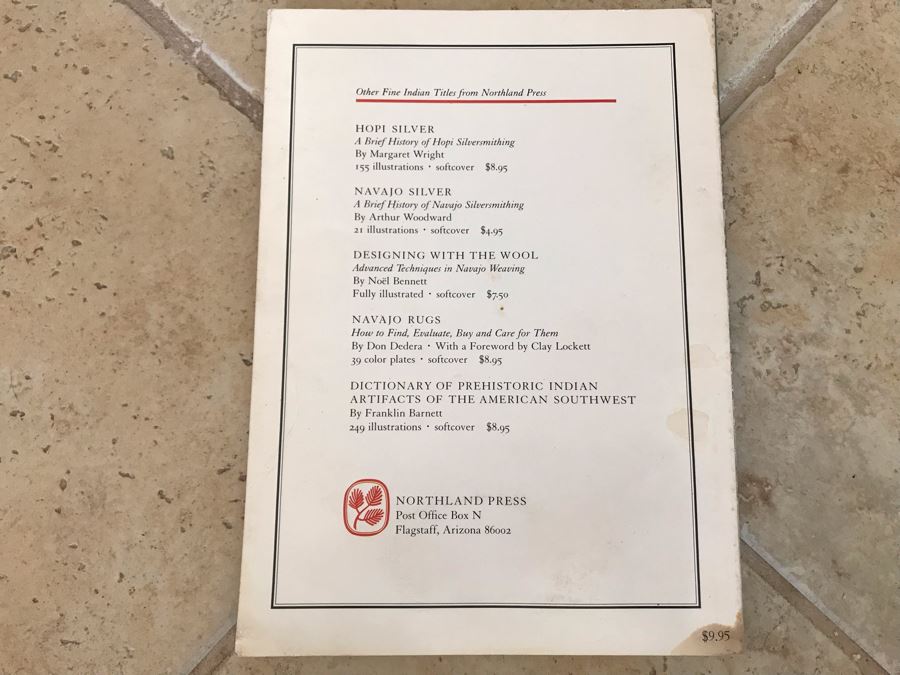 Other Fine Indian Titles from Northland Press
HOPI SILVER
A Brief History of Hopi Silversmithing
By Margaret Wright
155 illustrations · softcover $8.95
NAVAJO SILVER
A Brief History of Navajo Silversmithing
By Arthur Woodward
21 illustrations · softcover $4.95
DESIGNING WITH THE WOOL
Advanced Techniques in Navajo Weaving
By Noël Bennett
Fully illustrated · softcover $7.50
NAVAJO RUGS
How to Find, Evaluate, Buy and Care for Them
By Don Dedera · With a Foreword by Clay Lockett
39 color plates · softcover $8.95
DICTIONARY OF PREHISTORIC INDIAN
ARTIFACTS OF THE AMERICAN SOUTHWEST
By Franklin Barnett
249 illustrations · softcover $8.95
NORTHLAND PRESS
Post Office Box N
Flagstaff, Arizona 86002
$9.95